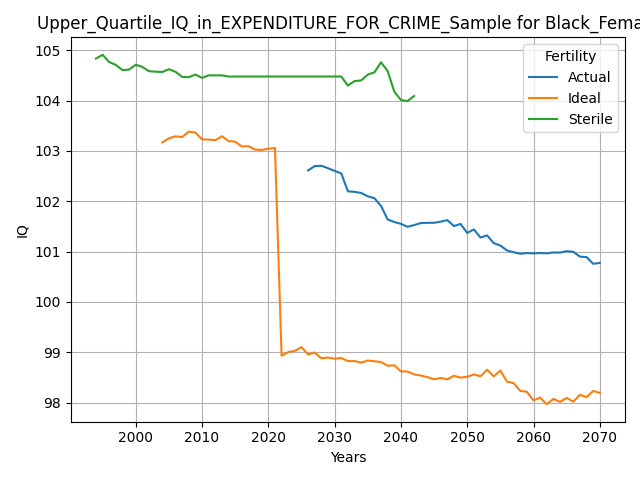 Upper_Quartile_IQ_in_EXPENDITURE_FOR_CRIME_Sample for Black_Fema
Fertility
Actual
Ideal
Sterile
105
104
103
102
101
100
99
98
IQ
2000 2010 2020 2030 2040 2050 2060 2070
Years